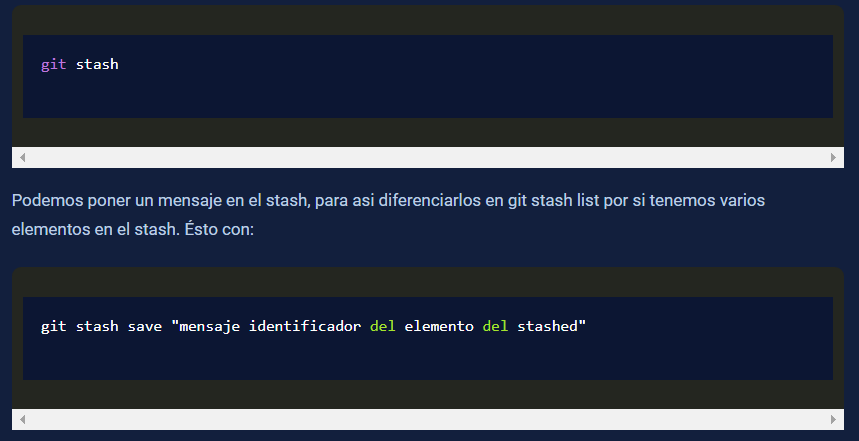 git stash
Podemos poner un mensaje en el stash, para asi diferenciarlos en git stash list por si tenemos varios
elementos en el stash. Ésto con:
git stash save "mensaje identificador del elemento del stashed"